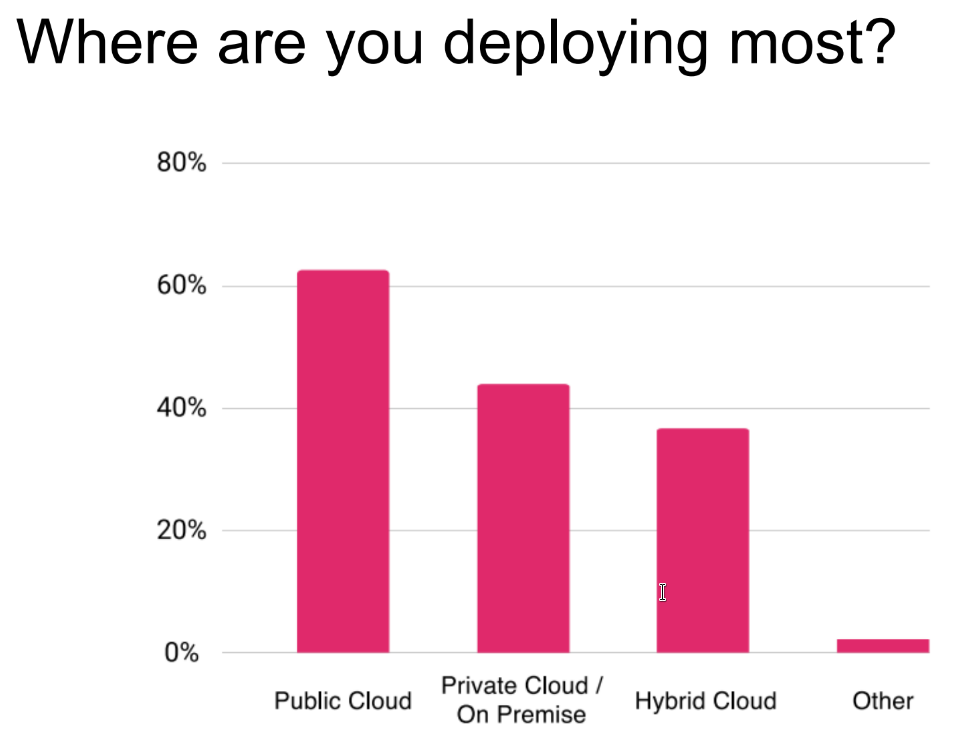 Where are you deploying most?
80%
60%
40%
20%
0%
Public Cloud
Private Cloud /
On Premise
Hybrid Cloud
Other